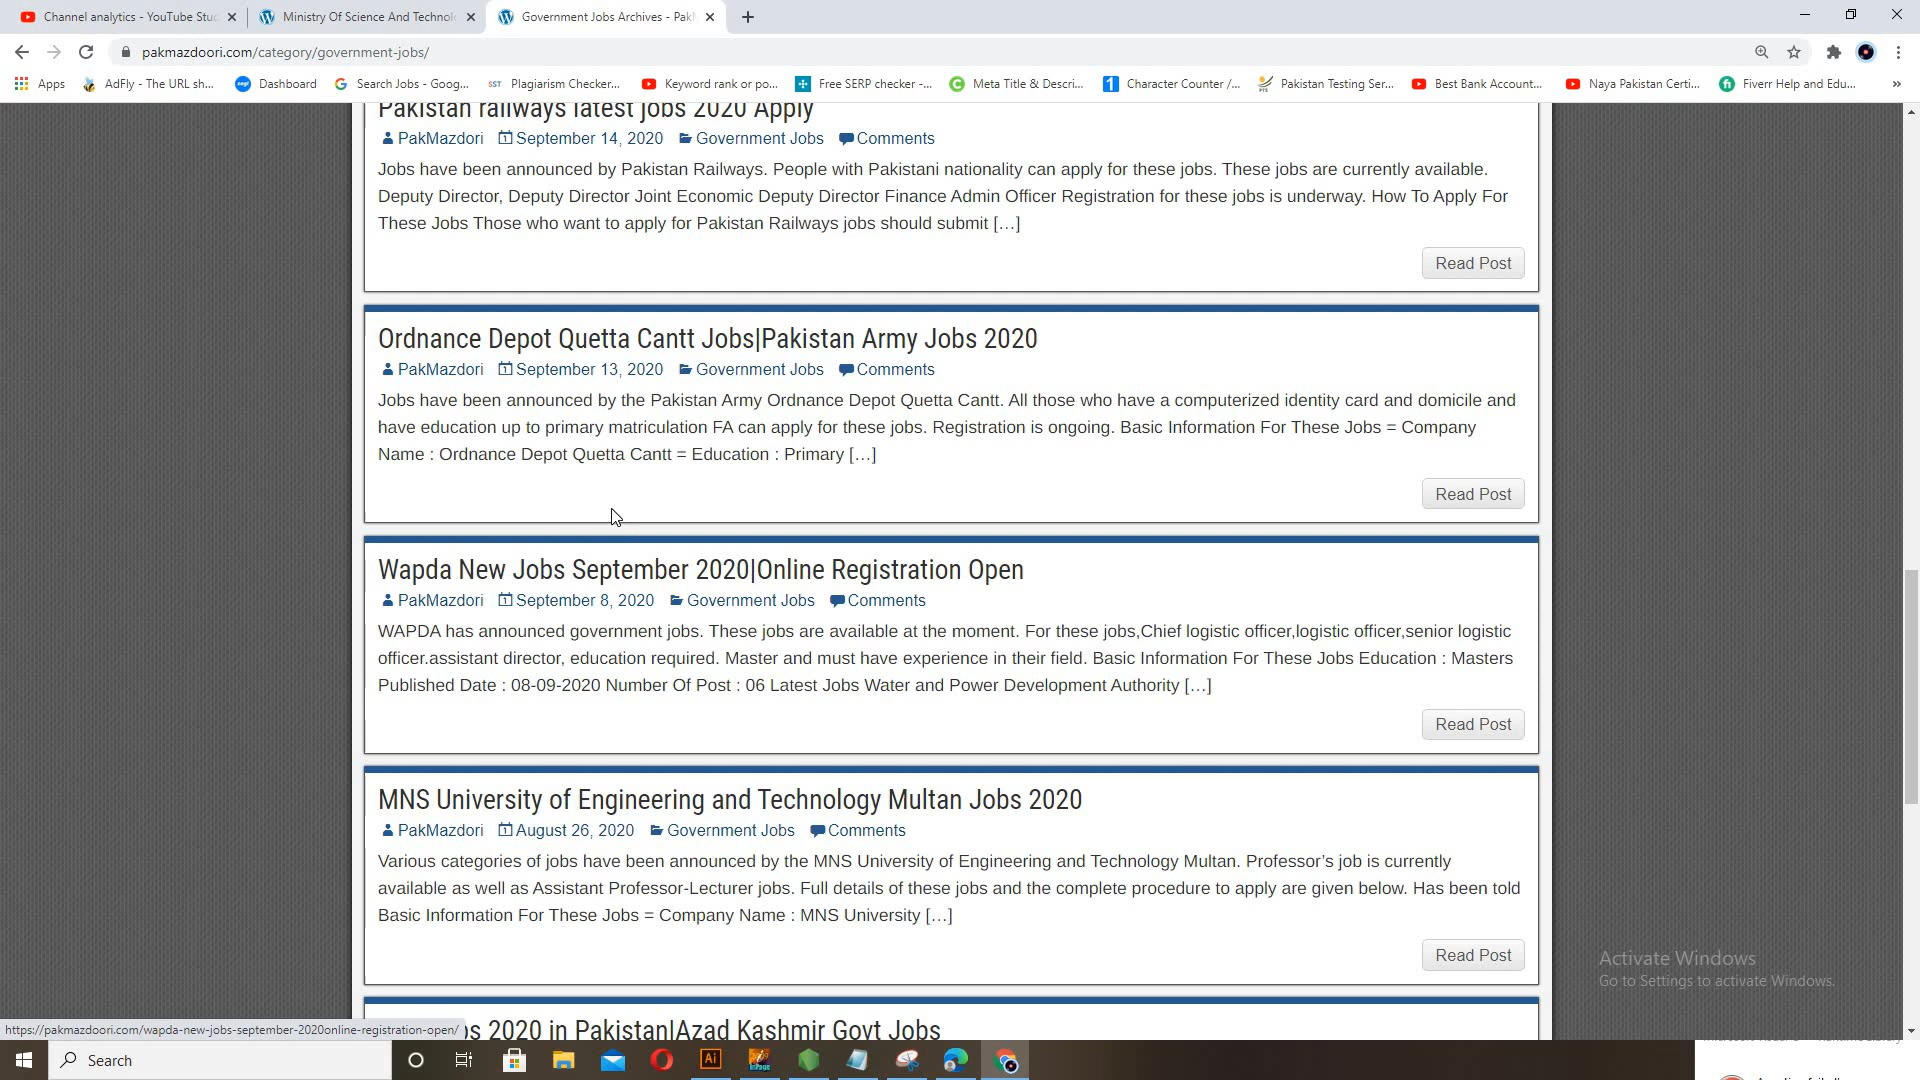 Channel analytics - YouTube Stu
Ministry Of Science And Technol
Government Jobs Archives - Pak
pakmazdoori.com/category/government-jobs/
Apps
AdFly - The URL sh...
Dashboard
Search Jobs - Goog...
SST Plagiarism Checker...
Keyword rank or po...
Free SERP checker -...
Meta Title & Descri...
Character Counter /...
Pakistan Testing Ser...
Best Bank Account...
Naya Pakistan Certi...
Fiverr Help and Edu...
Pakistan railways latest jobs 2020 Apply
PakMazdori September 14, 2020 Government Jobs Comments
Jobs have been announced by Pakistan Railways. People with Pakistani nationality can apply for these jobs. These jobs are currently available.
Deputy Director, Deputy Director Joint Economic Deputy Director Finance Admin Officer Registration for these jobs is underway. How To Apply For
These Jobs Those who want to apply for Pakistan Railways jobs should submit […]
Read Post
Ordnance Depot Quetta Cantt Jobs|Pakistan Army Jobs 2020
PakMazdori September 13, 2020 Government Jobs Comments
Jobs have been announced by the Pakistan Army Ordnance Depot Quetta Cantt. All those who have a computerized identity card and domicile and
have education up to primary matriculation FA can apply for these jobs. Registration is ongoing. Basic Information For These Jobs = Company
Name : Ordnance Depot Quetta Cantt = Education : Primary […]
Read Post
Wapda New Jobs September 2020|Online Registration Open
PakMazdori September 8, 2020 Government Jobs Comments
WAPDA has announced government jobs. These jobs are available at the moment. For these jobs,Chief logistic officer,logistic officer,senior logistic
officer.assistant director, education required. Master and must have experience in their field. Basic Information For These Jobs Education : Masters
Published Date : 08-09-2020 Number Of Post : 06 Latest Jobs Water and Power Development Authority […]
Read Post
MNS University of Engineering and Technology Multan Jobs 2020
PakMazdori August 26, 2020 Government Jobs Comments
Various categories of jobs have been announced by the MNS University of Engineering and Technology Multan. Professor’s job is currently
available as well as Assistant Professor-Lecturer jobs. Full details of these jobs and the complete procedure to apply are given below. Has been told
Basic Information For These Jobs = Company Name : MNS University […]
Read Post
Activate Windows
Go to Settings to activate Windows.
https://pakmazdoori.com/wapda-new-jobs-september-2020online-registration-open/
2020 in Pakistan|Azad Kashmir Govt Jobs
Search